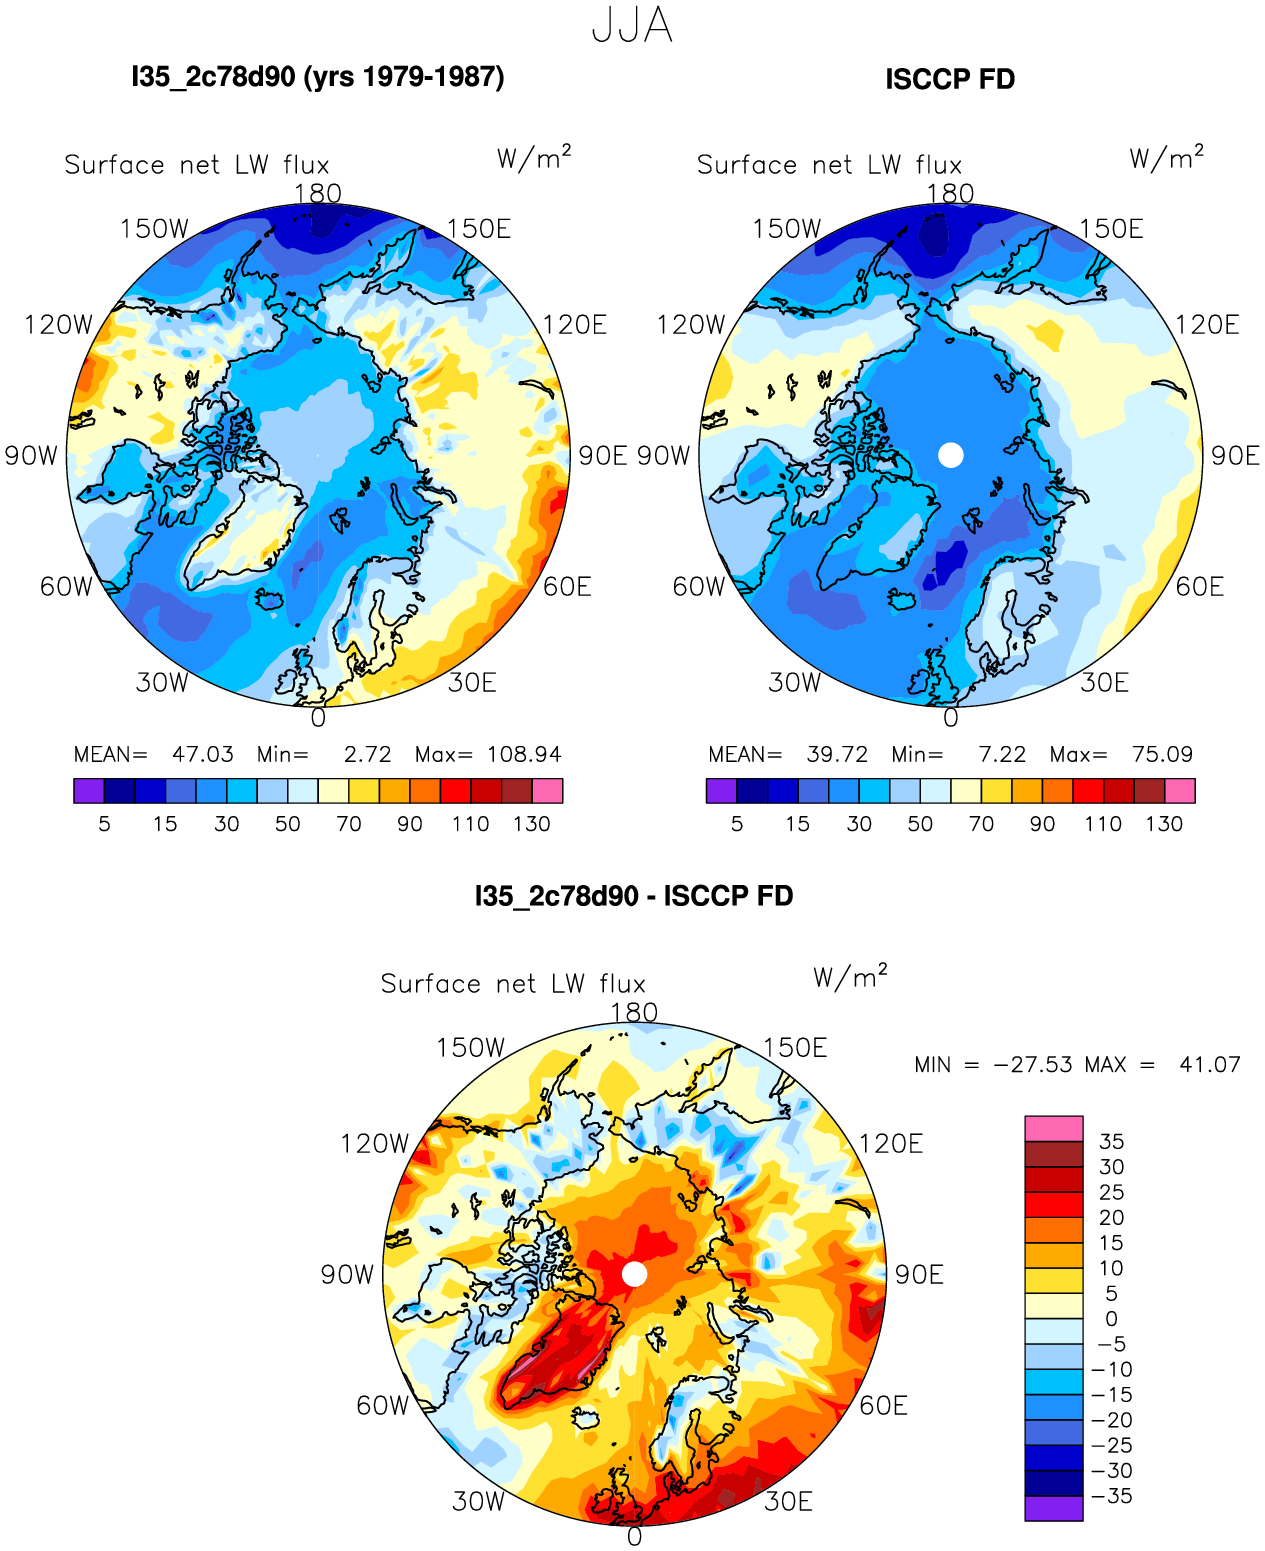 JJA
I35_2c78d90 (yrs 1979-1987)
ISCCP FD
Surface net LW flux W/m²
Surface net LW flux W/m²
180
180
150W 150E
150W 150E
120W 120E
120W 120E
90W 90E
90W 90E
60W 60E
60W 60E
30W 30E
30W 30E
0
0
MEAN= 47.03 Min= 2.72 Max= 108.94
MEAN= 39.72 Min= 7.22 Max= 75.09
5 15 30 50 70 90 110 130
5 15 30 50 70 90 110 130
I35_2c78d90 - ISCCP FD
Surface net LW flux W/m²
180
150W 150E
MIN = −27.53 MAX = 41.07
120W 120E
90W 90E
60W 60E
30W 30E
0
35
30
25
20
15
10
5
0
−5
−10
−15
−20
−25
−30
−35